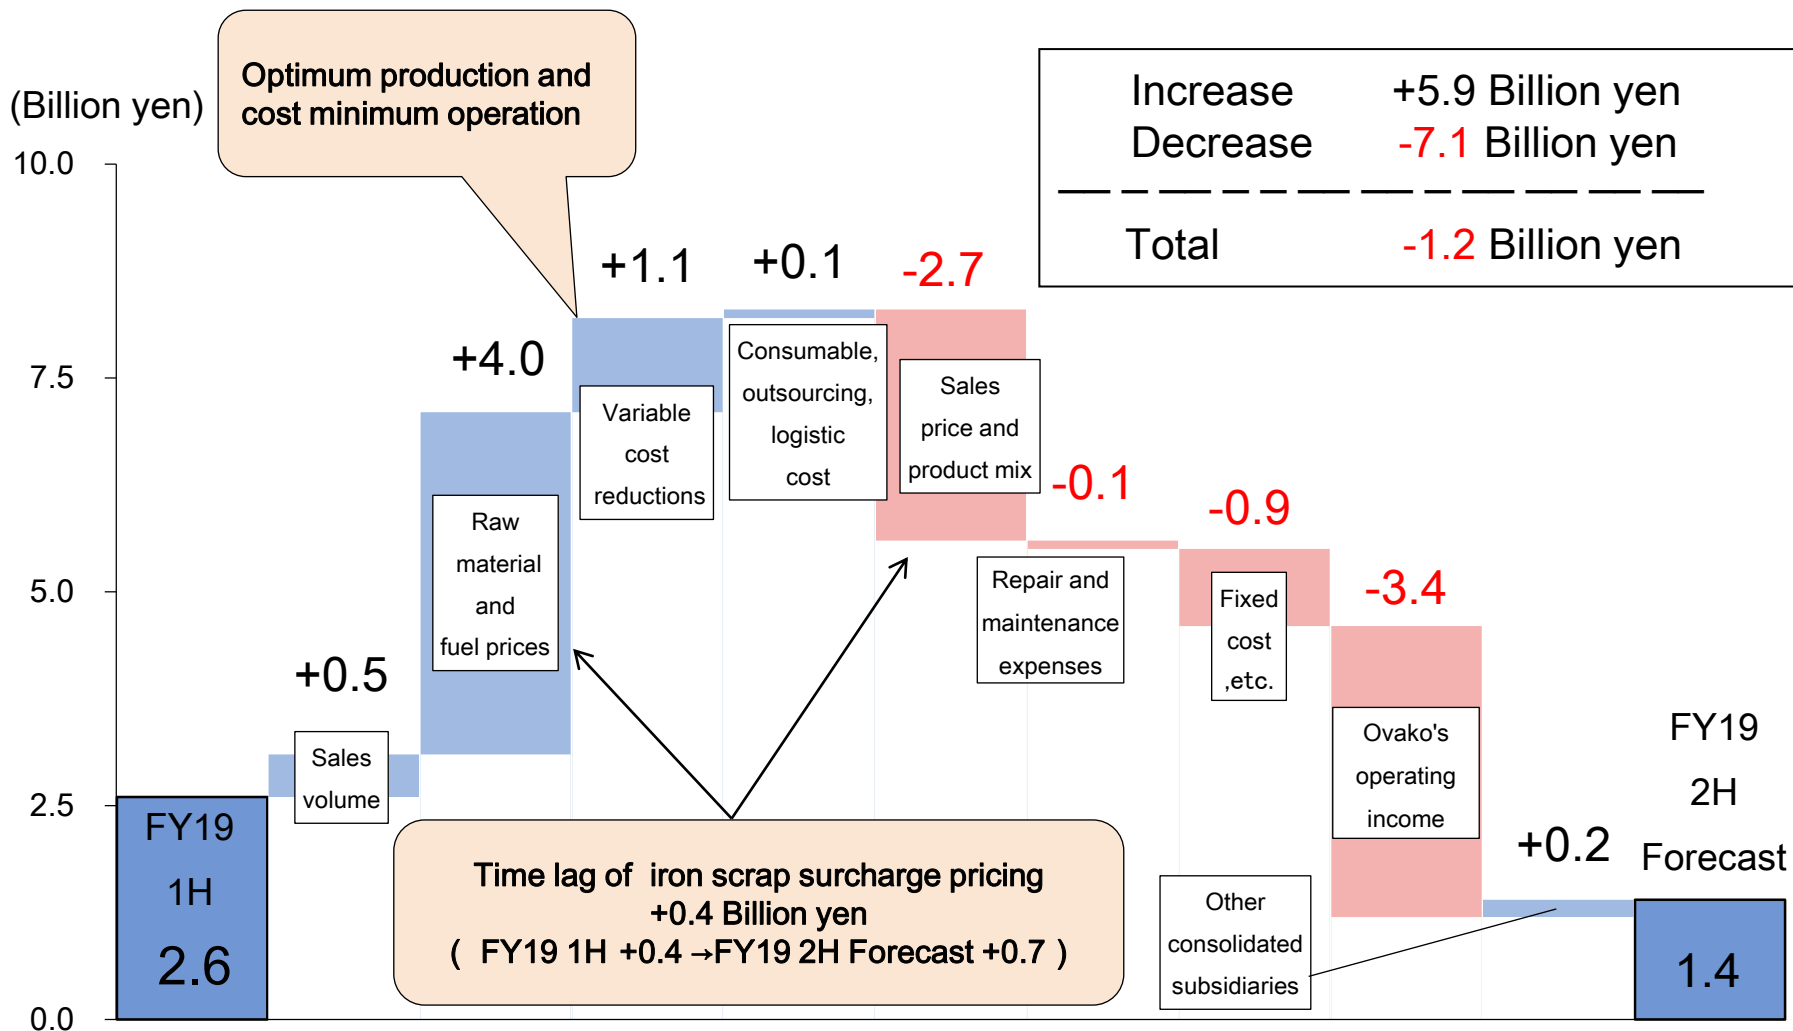 (Billion yen)
10.0
7.5
5.0
2.5
0.0
Optimum production and
cost minimum operation
Increase +5.9 Billion yen
Decrease -7.1 Billion yen
Total -1.2 Billion yen
FY19
1H
2.6
+0.5
Sales
volume
+4.0
Raw
material
and
fuel prices
+1.1
Variable
cost
reductions
+0.1
Consumable,
outsourcing,
logistic
cost
-2.7
Sales
price and
product mix
-0.1
Repair and
maintenance
expenses
-0.9
Fixed
cost
,etc.
-3.4
Ovako's
operating
income
+0.2
Other
consolidated
subsidiaries
FY19
2H
Forecast
1.4
Time lag of iron scrap surcharge pricing
+0.4 Billion yen
( FY19 1H +0.4 →FY19 2H Forecast +0.7 )